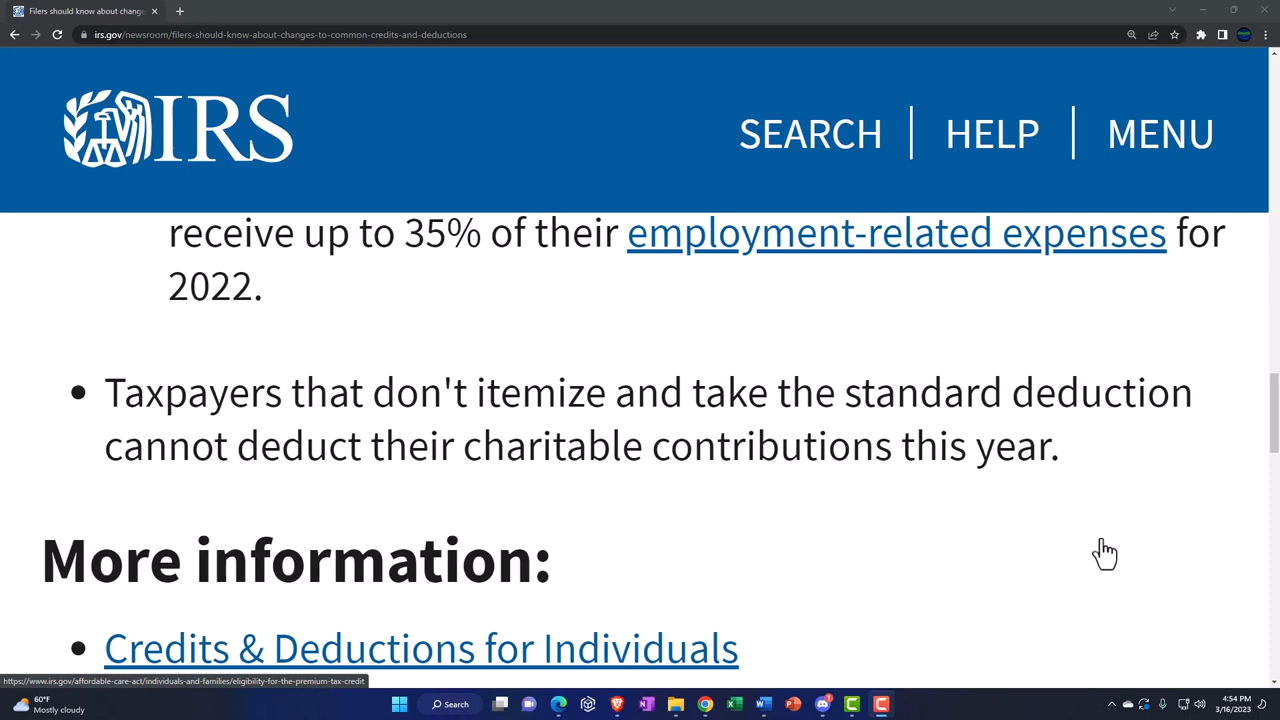 Filers should know about change
irs.gov/newsroom/filers-should-know-about-changes-to-common-credits-and-deductions
IRS
SEARCH | HELP | MENU
receive up to 35% of their employment-related expenses for
2022.
• Taxpayers that don't itemize and take the standard deduction
cannot deduct their charitable contributions this year.
More information:
• Credits & Deductions for Individuals
https://www.irs.gov/affordable-care-act/individuals-and-families/eligibility-for-the-premium-tax-credit
60°F
Mostly cloudy
Search
1
4:54 PM
3/16/2023